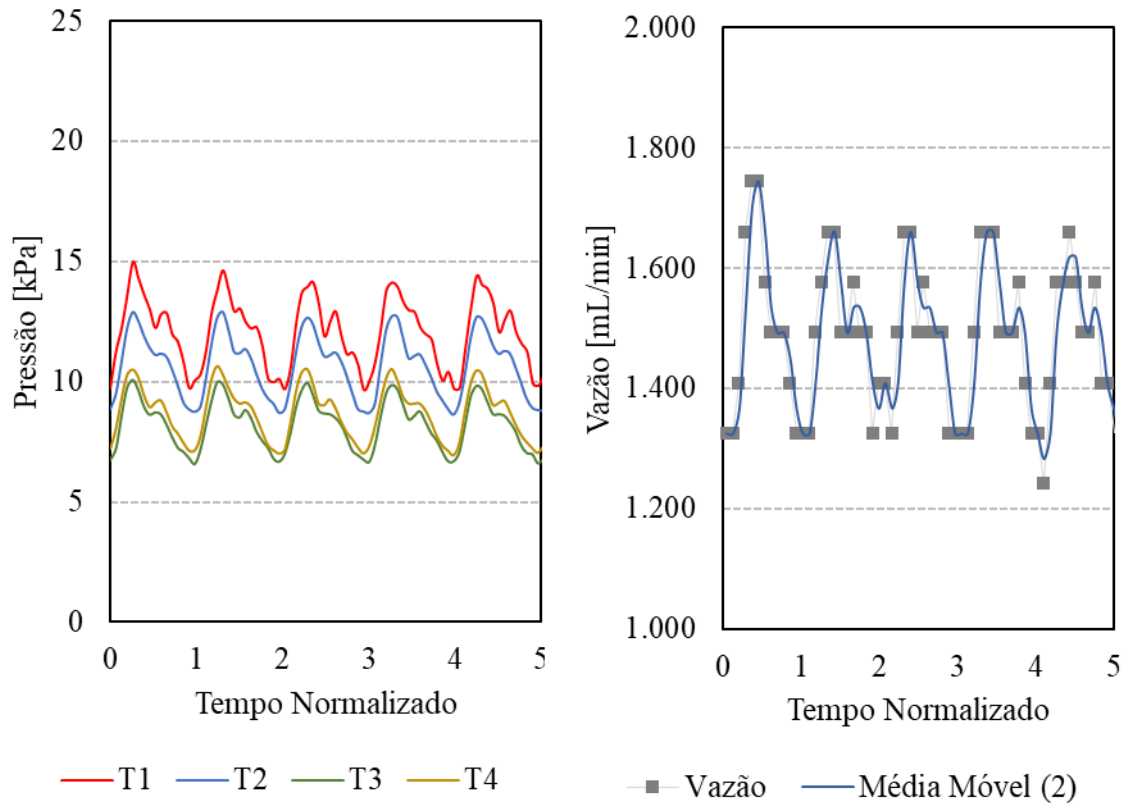 Pressão [kPa]
25
20
15
10
5
0
0 1 2 3 4 5
Tempo Normalizado
T1 T2 T3 T4
Vazão [mL/min]
2.000
1.800
1.600
1.400
1.200
1.000
0 1 2 3 4 5
Tempo Normalizado
Vazão Média Móvel (2)